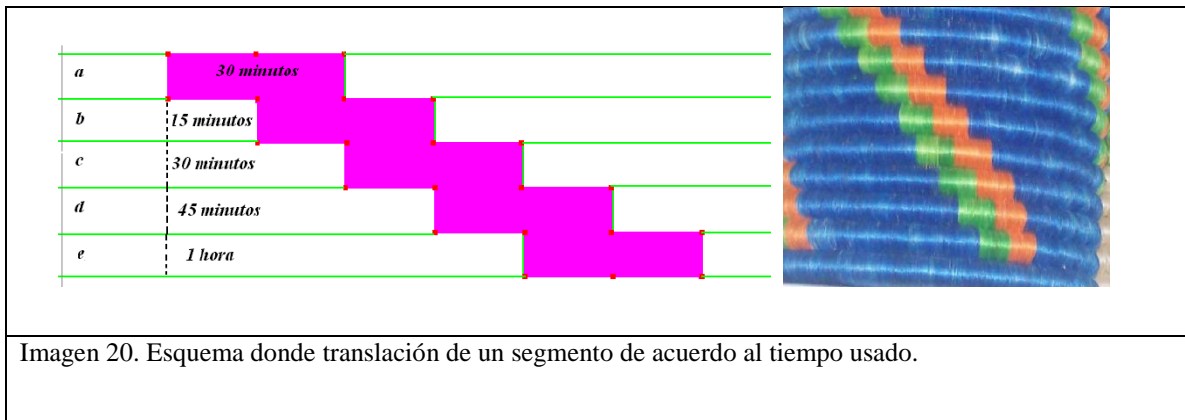 a 30 minutos
b 15 minutos
c 30 minutos
d 45 minutos
e 1 hora
Imagen 20. Esquema donde translación de un segmento de acuerdo al tiempo usado.